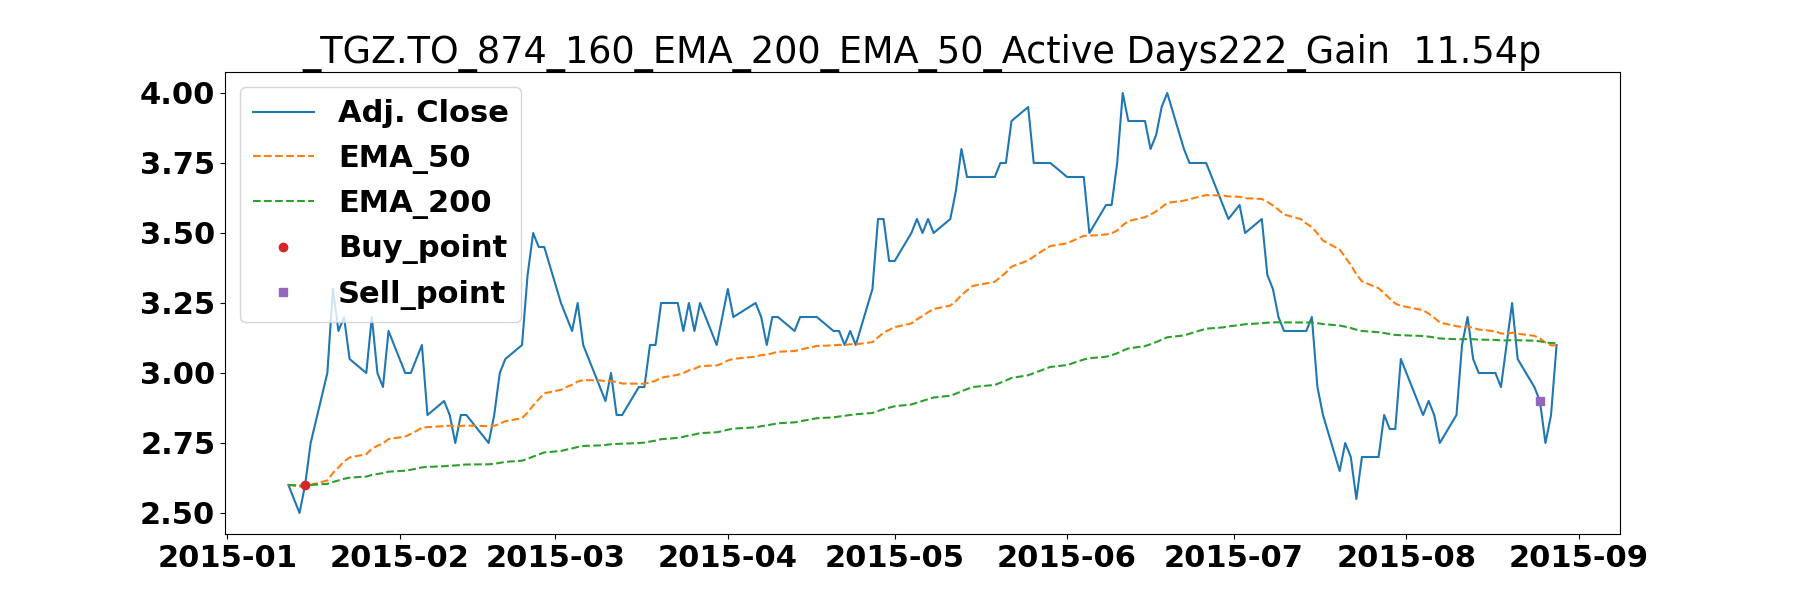 _TGZ.TO_874_160_EMA_200_EMA_50_Active Days222_Gain  11.54p
4.00
3.75
3.50
3.25
3.00
2.75
2.50
Adj. Close
EMA_50
EMA_200
Buy_point
Sell_point
2015-01 2015-02 2015-03 2015-04 2015-05 2015-06 2015-07 2015-08 2015-09